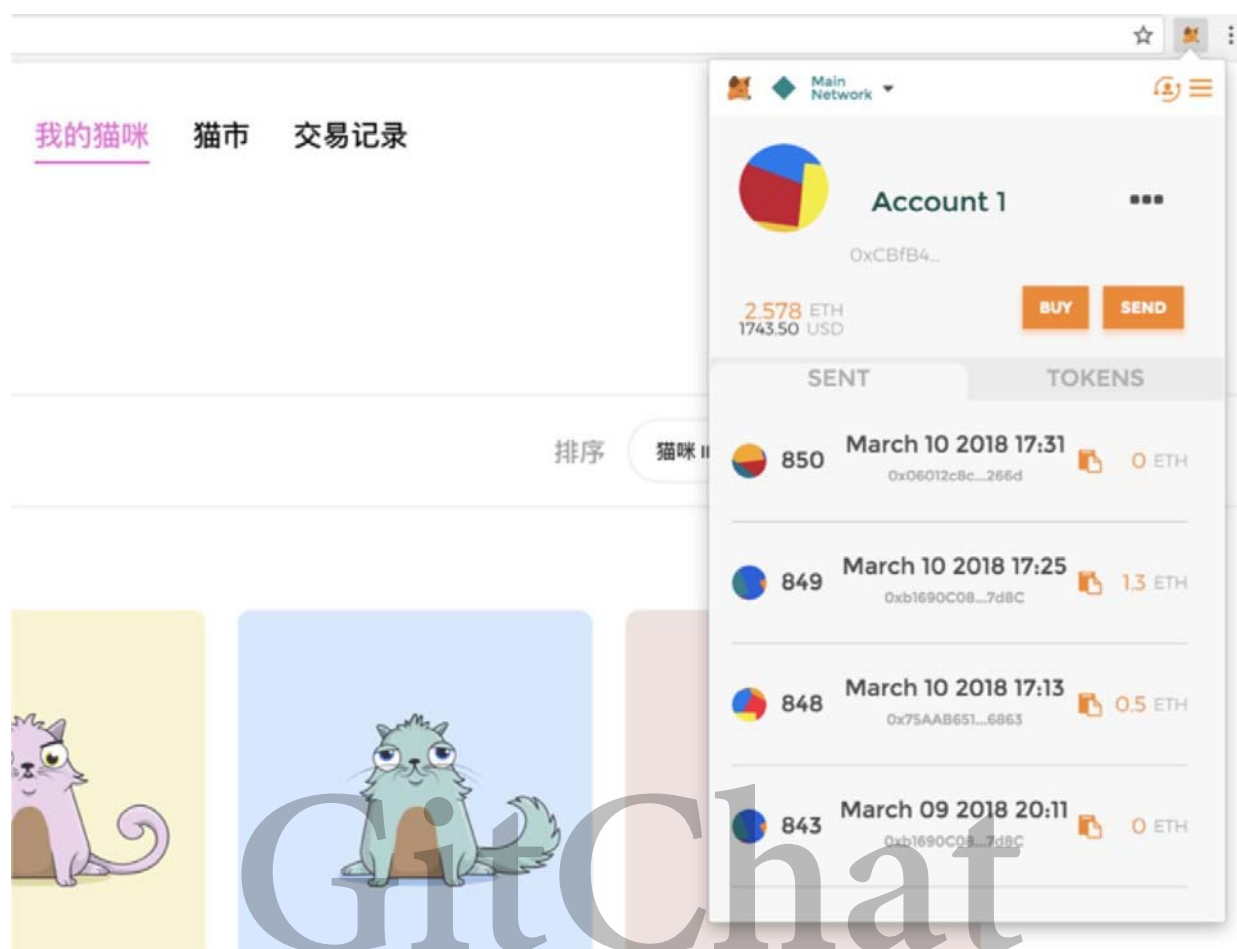 我的猫咪 猫市 交易记录
排序
猫咪
Main
Network
Account 1
0xCBfB4...
2.578 ETH
1743.50 USD
BUY SEND
SENT TOKENS
850 March 10 2018 17:31 0 ETH
0x06012c8c...266d
849 March 10 2018 17:25 1.3 ETH
0xb1690C08...7d8C
848 March 10 2018 17:13 0.5 ETH
0x75AAB651...6863
843 March 09 2018 20:11 0 ETH
0xb1690C08...7d8C
GitChat